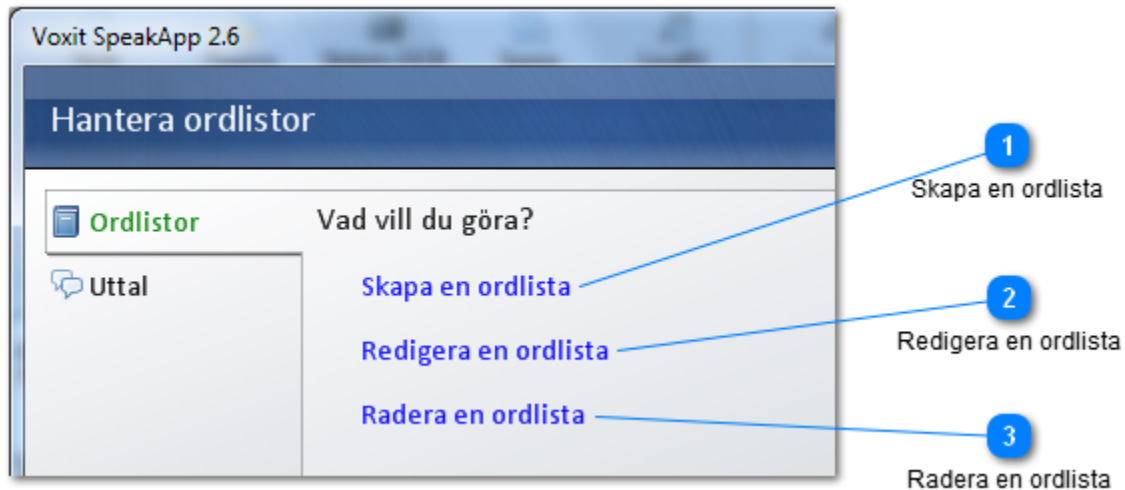 Voxit SpeakApp 2.6
Hantera ordlistor
Ordlistor
Uttal
Vad vill du göra?
Skapa en ordlista
Redigera en ordlista
Radera en ordlista
1
Skapa en ordlista
2
Redigera en ordlista
3
Radera en ordlista